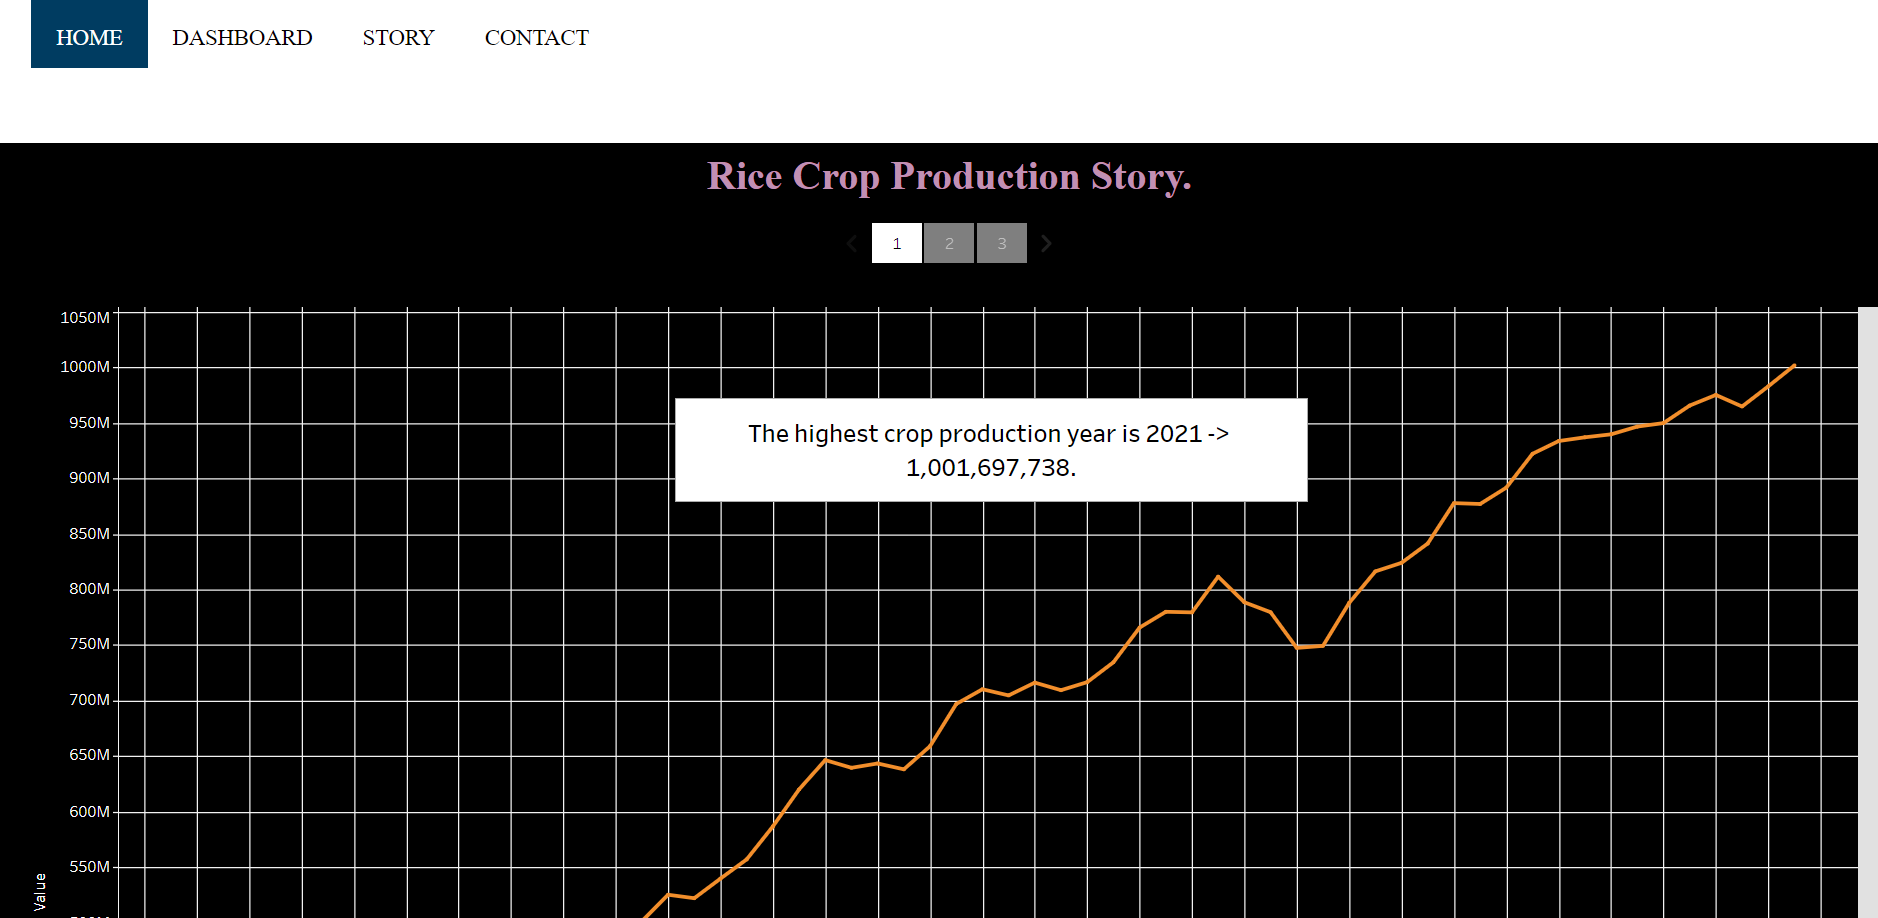 HOME DASHBOARD STORY CONTACT
Rice Crop Production Story.
1 2 3
1050M
1000M
950M
The highest crop production year is 2021 ->
1,001,697,738.
900M
850M
800M
750M
700M
650M
600M
550M
Value